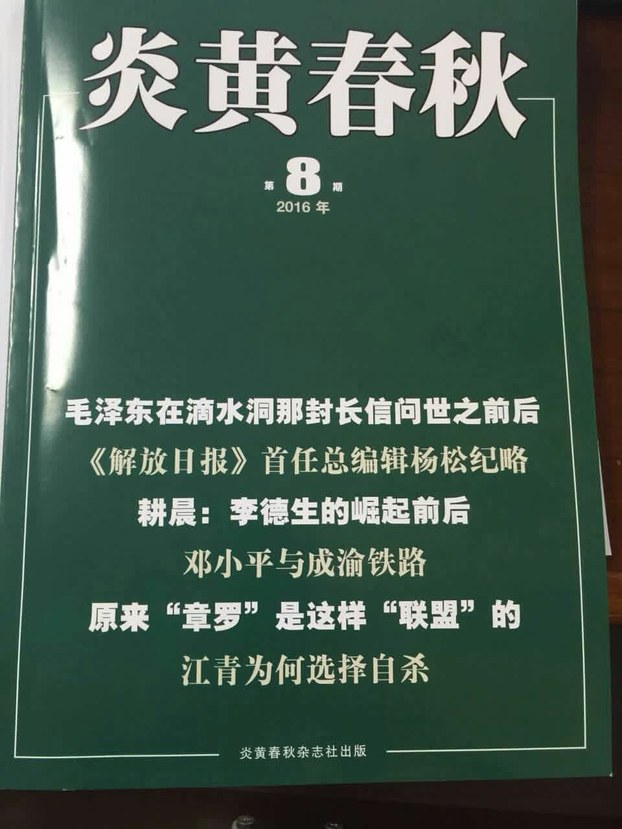 炎黄春秋
第8期
2016 年
毛泽东在滴水洞那封长信问世之前后
《解放日报》首任总编辑杨松纪略
耕晨：李德生的崛起前后
邓小平与成渝铁路
原来“章罗”是这样“联盟”的
江青为何选择自杀
炎黄春秋杂志社出版